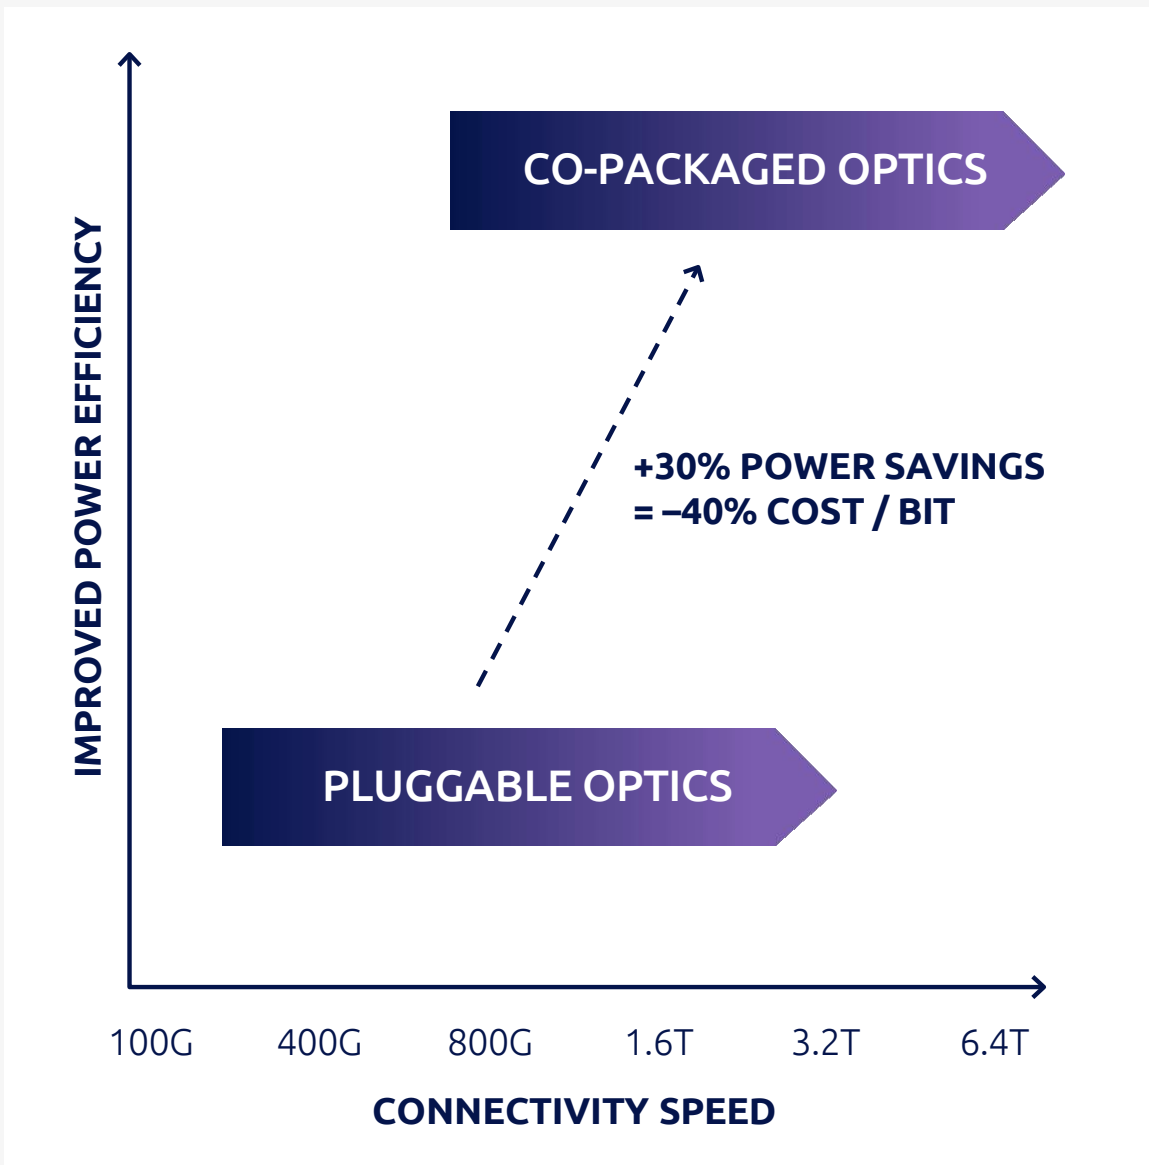 IMPROVED POWER EFFICIENCY
CO-PACKAGED OPTICS
+30% POWER SAVINGS
= –40% COST / BIT
PLUGGABLE OPTICS
100G 400G 800G 1.6T 3.2T 6.4T
CONNECTIVITY SPEED